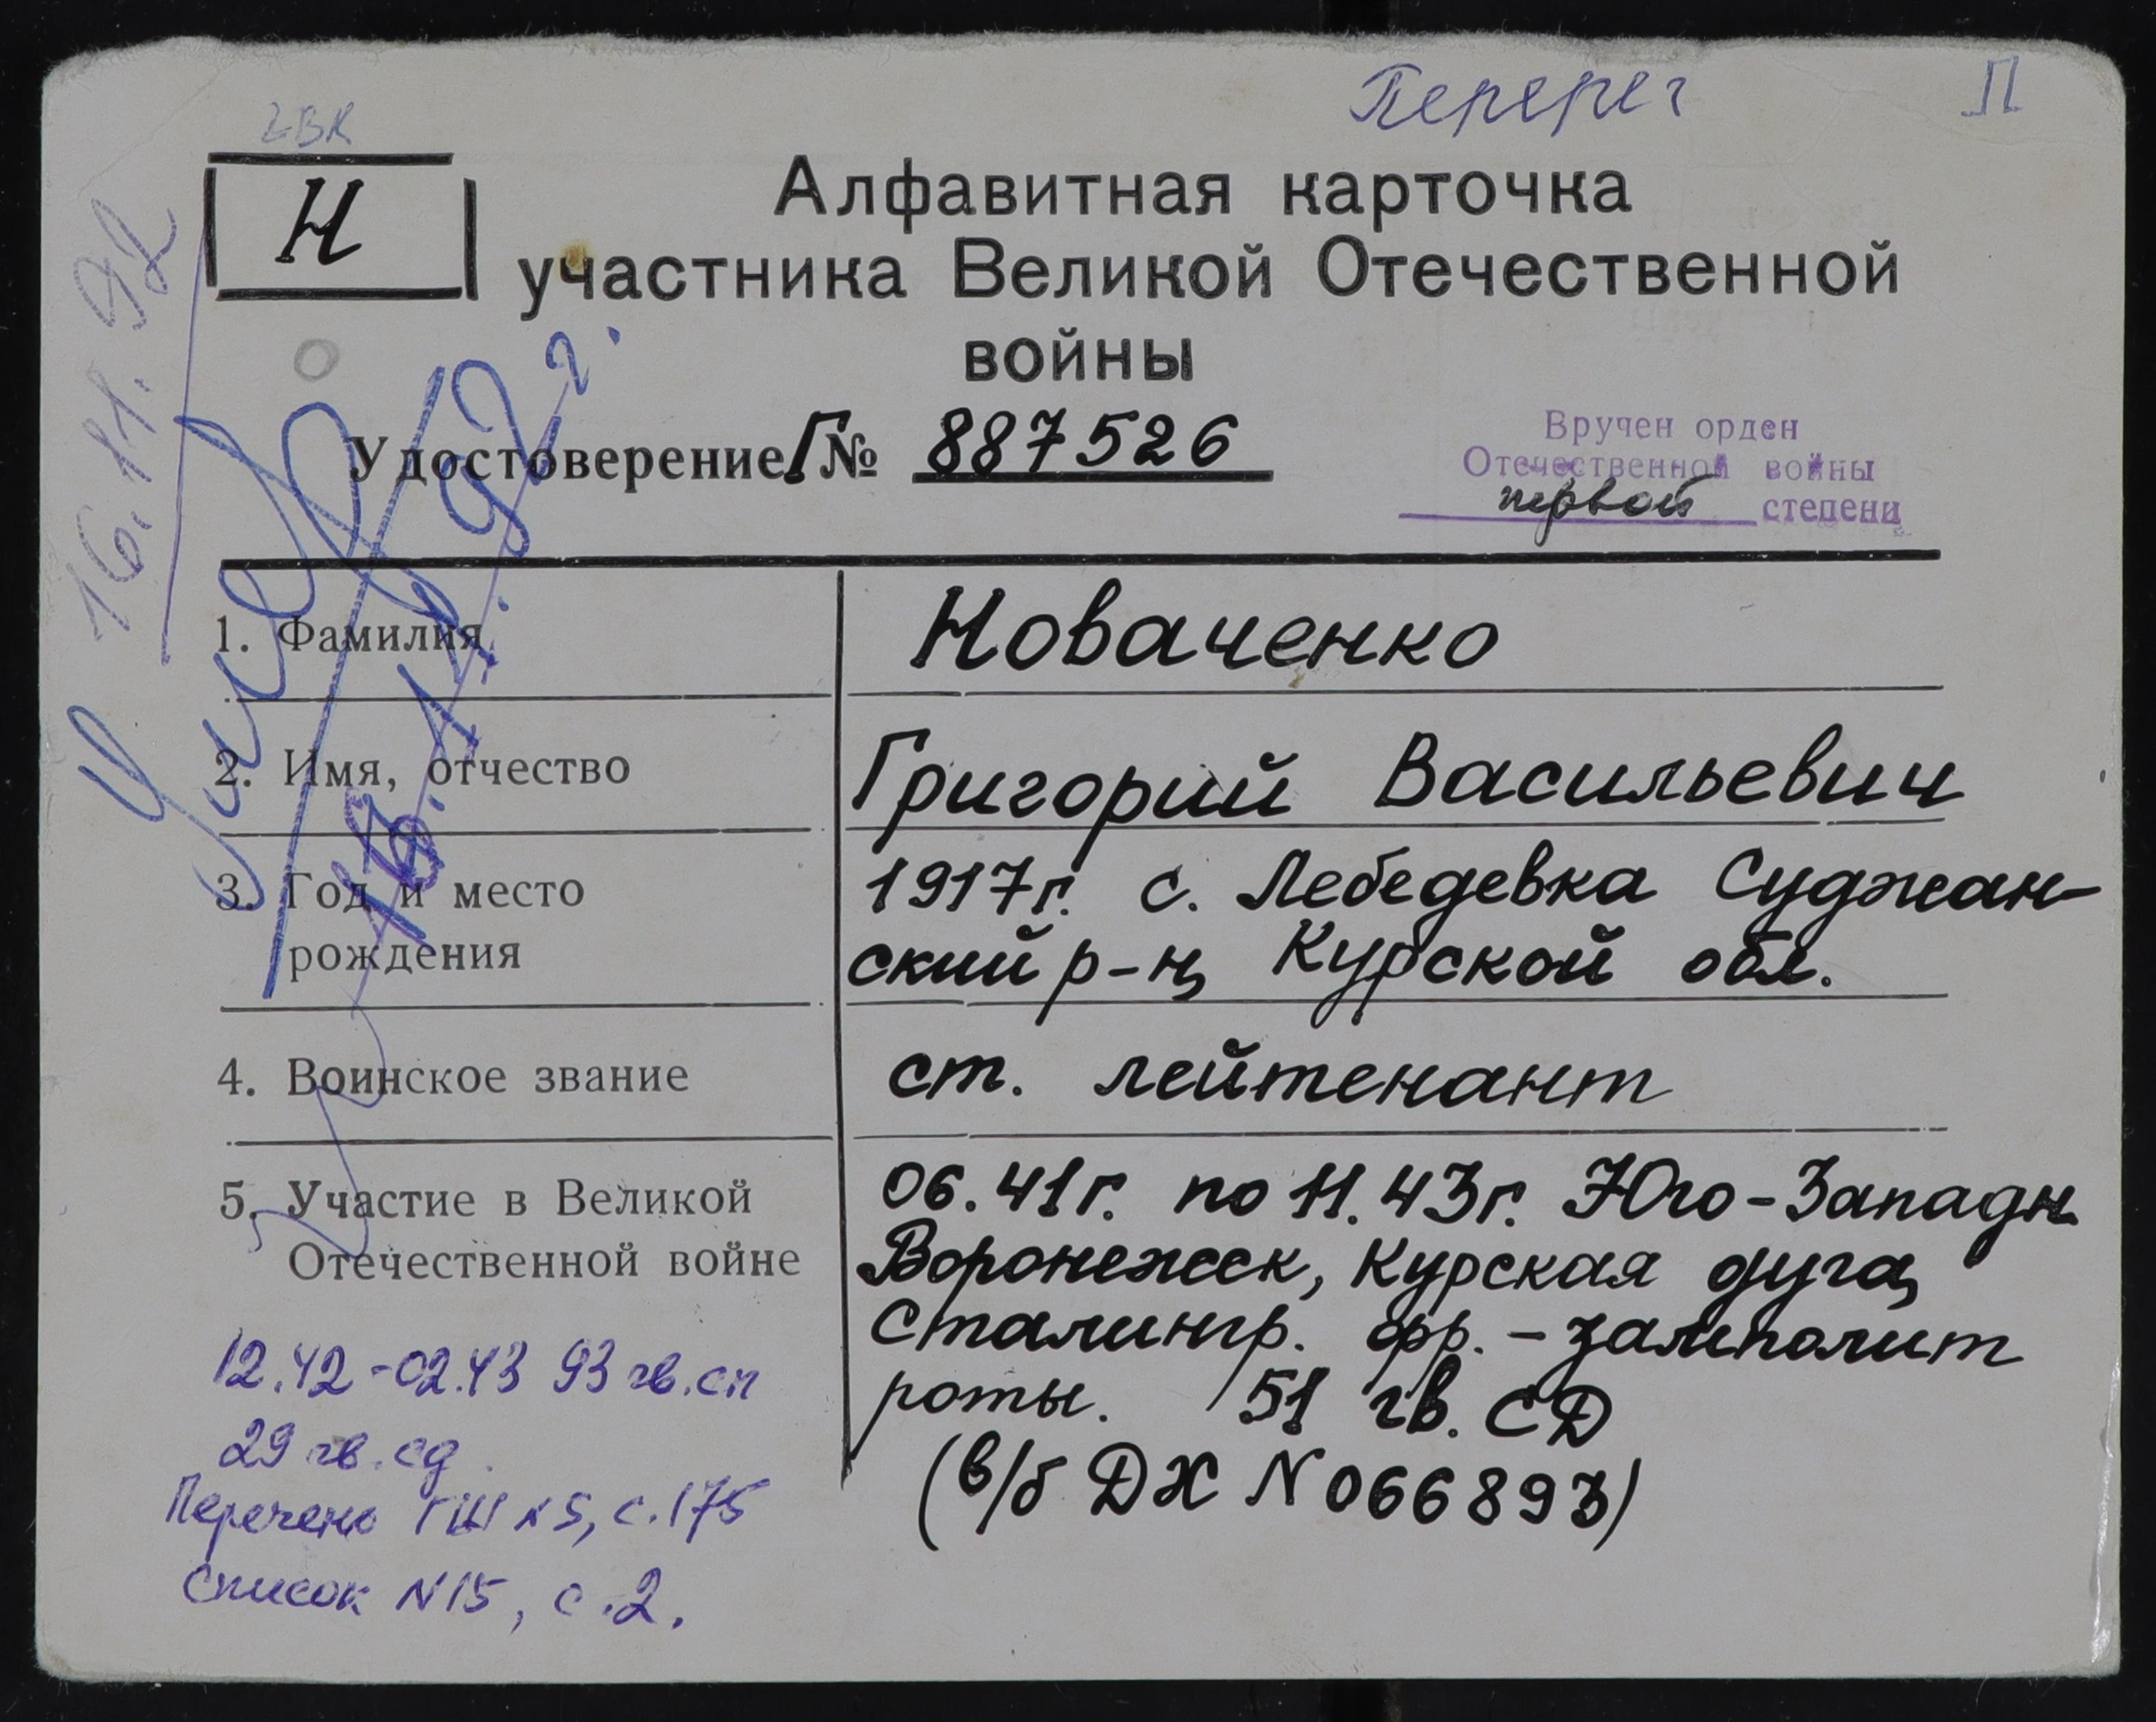 Перерег
П
Н
Алфавитная карточка
участника Великой Отечественной
войны
Удостоверение Г № 887526
Вручен орден
Отечественной войны
первой степени
16.11.92
1. Фамилия
Новаченко
2. Имя, отчество
Григорий Васильевич
3. Год и место
рождения
1917г. с. Лебедевка Суджан-
ский р-н, Курской обл.
4. Воинское звание
ст. лейтенант
5. Участие в Великой
Отечественной войне
06.41г. по 11.43г. Юго-Западн.
Воронежск, Курская дуга,
Сталингр. фр. - замполит
роты. 51 гв. СД
(в/б ДХ N 066893)
12.42 - 02.43 93 гв. сп
29 гв. сд.
Перечень ГШ №5, с. 175
Список N 15, с. 2.